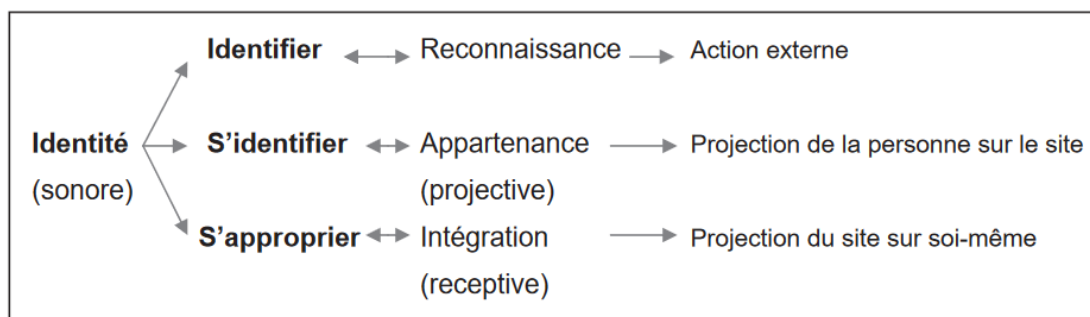 Identifier Reconnaissance Action externe
Identité S'identifier Appartenance Projection de la personne sur le site
(sonore) (projective)
S'approprier Intégration Projection du site sur soi-même
(receptive)